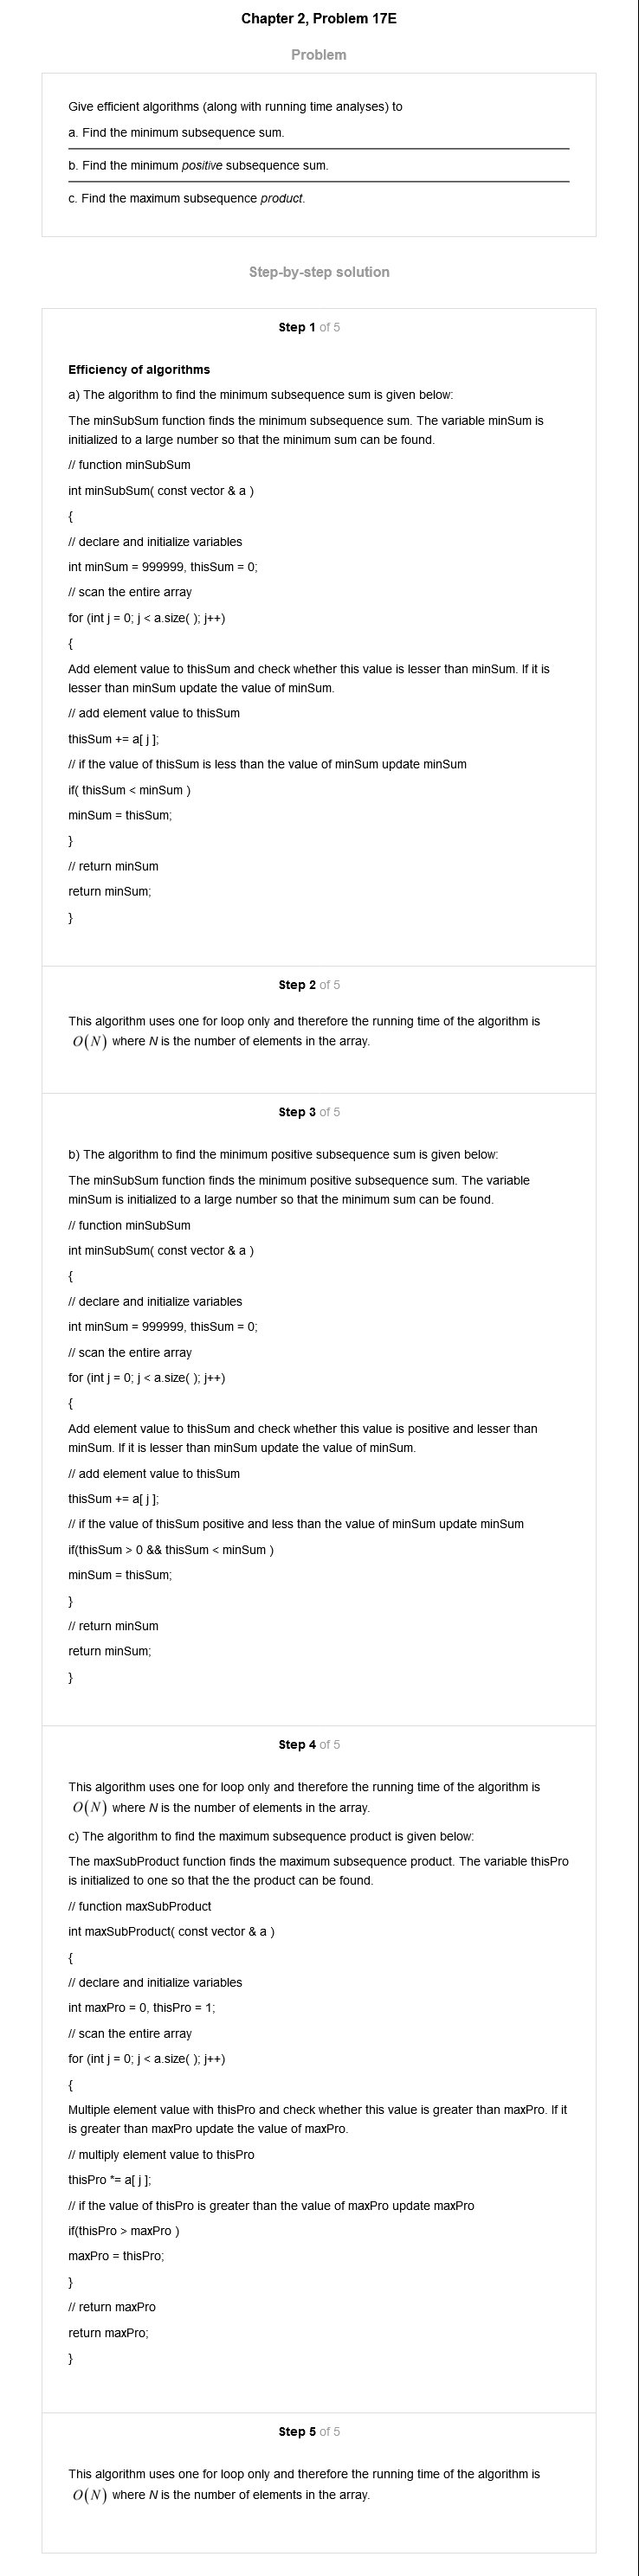 Chapter 2, Problem 17E
Problem
Give efficient algorithms (along with running time analyses) to
a. Find the minimum subsequence sum.
b. Find the minimum positive subsequence sum.
c. Find the maximum subsequence product.
Step-by-step solution
Step 1 of 5
Efficiency of algorithms
a) The algorithm to find the minimum subsequence sum is given below:
The minSubSum function finds the minimum subsequence sum. The variable minSum is
initialized to a large number so that the minimum sum can be found.
// function minSubSum
int minSubSum( const vector & a )
{
// declare and initialize variables
int minSum = 999999, thisSum = 0;
// scan the entire array
for (int j = 0; j < a.size( ); j++)
{
Add element value to thisSum and check whether this value is lesser than minSum. If it is
lesser than minSum update the value of minSum.
// add element value to thisSum
thisSum += a[ j ];
// if the value of thisSum is less than the value of minSum update minSum
if( thisSum < minSum )
minSum = thisSum;
}
// return minSum
return minSum;
}
Step 2 of 5
This algorithm uses one for loop only and therefore the running time of the algorithm is
O(N) where N is the number of elements in the array.
Step 3 of 5
b) The algorithm to find the minimum positive subsequence sum is given below:
The minSubSum function finds the minimum positive subsequence sum. The variable
minSum is initialized to a large number so that the minimum sum can be found.
// function minSubSum
int minSubSum( const vector & a )
{
// declare and initialize variables
int minSum = 999999, thisSum = 0;
// scan the entire array
for (int j = 0; j < a.size( ); j++)
{
Add element value to thisSum and check whether this value is positive and lesser than
minSum. If it is lesser than minSum update the value of minSum.
// add element value to thisSum
thisSum += a[ j ];
// if the value of thisSum positive and less than the value of minSum update minSum
if(thisSum > 0 && thisSum < minSum )
minSum = thisSum;
}
// return minSum
return minSum;
}
Step 4 of 5
This algorithm uses one for loop only and therefore the running time of the algorithm is
O(N) where N is the number of elements in the array.
c) The algorithm to find the maximum subsequence product is given below:
The maxSubProduct function finds the maximum subsequence product. The variable thisPro
is initialized to one so that the the product can be found.
// function maxSubProduct
int maxSubProduct( const vector & a )
{
// declare and initialize variables
int maxPro = 0, thisPro = 1;
// scan the entire array
for (int j = 0; j < a.size( ); j++)
{
Multiple element value with thisPro and check whether this value is greater than maxPro. If it
is greater than maxPro update the value of maxPro.
// multiply element value to thisPro
thisPro *= a[ j ];
// if the value of thisPro is greater than the value of maxPro update maxPro
if(thisPro > maxPro )
maxPro = thisPro;
}
// return maxPro
return maxPro;
}
Step 5 of 5
This algorithm uses one for loop only and therefore the running time of the algorithm is
O(N) where N is the number of elements in the array.